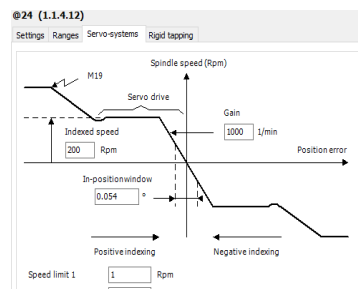 @24 (1.1.4.12)
Settings Ranges Servo-systems Rigid tapping
Spindle speed (Rpm)
M19
Servo drive
Gain
1000 1/min
Indexed speed
200 Rpm
Position error
In-positionwindow
0.054 °
Positive indexing Negative indexing
Speed limit 1 1 Rpm